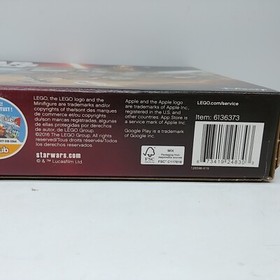 LEGO, the LEGO logo and the
Minifigure are trademarks and/or
copyrights of the/sont des marques
de commerce et/ou copyrights
du/son marcas registradas,
algunas de ellas protegidas por derechos
de autor, de LEGO Group.
©2016 The LEGO Group.
All rights reserved/Tous droits
réservés/Todos los derechos
reservados.
starwars.com
© & ™ Lucasfilm Ltd
Apple and the Apple logo
are trademarks of Apple Inc.,
registered in the U.S. and
other countries. App Store is
a service mark of Apple Inc.
Google Play is a trademark
of Google Inc.
MIX
FSC
LEGO.com/service
Item: 6136373
ub